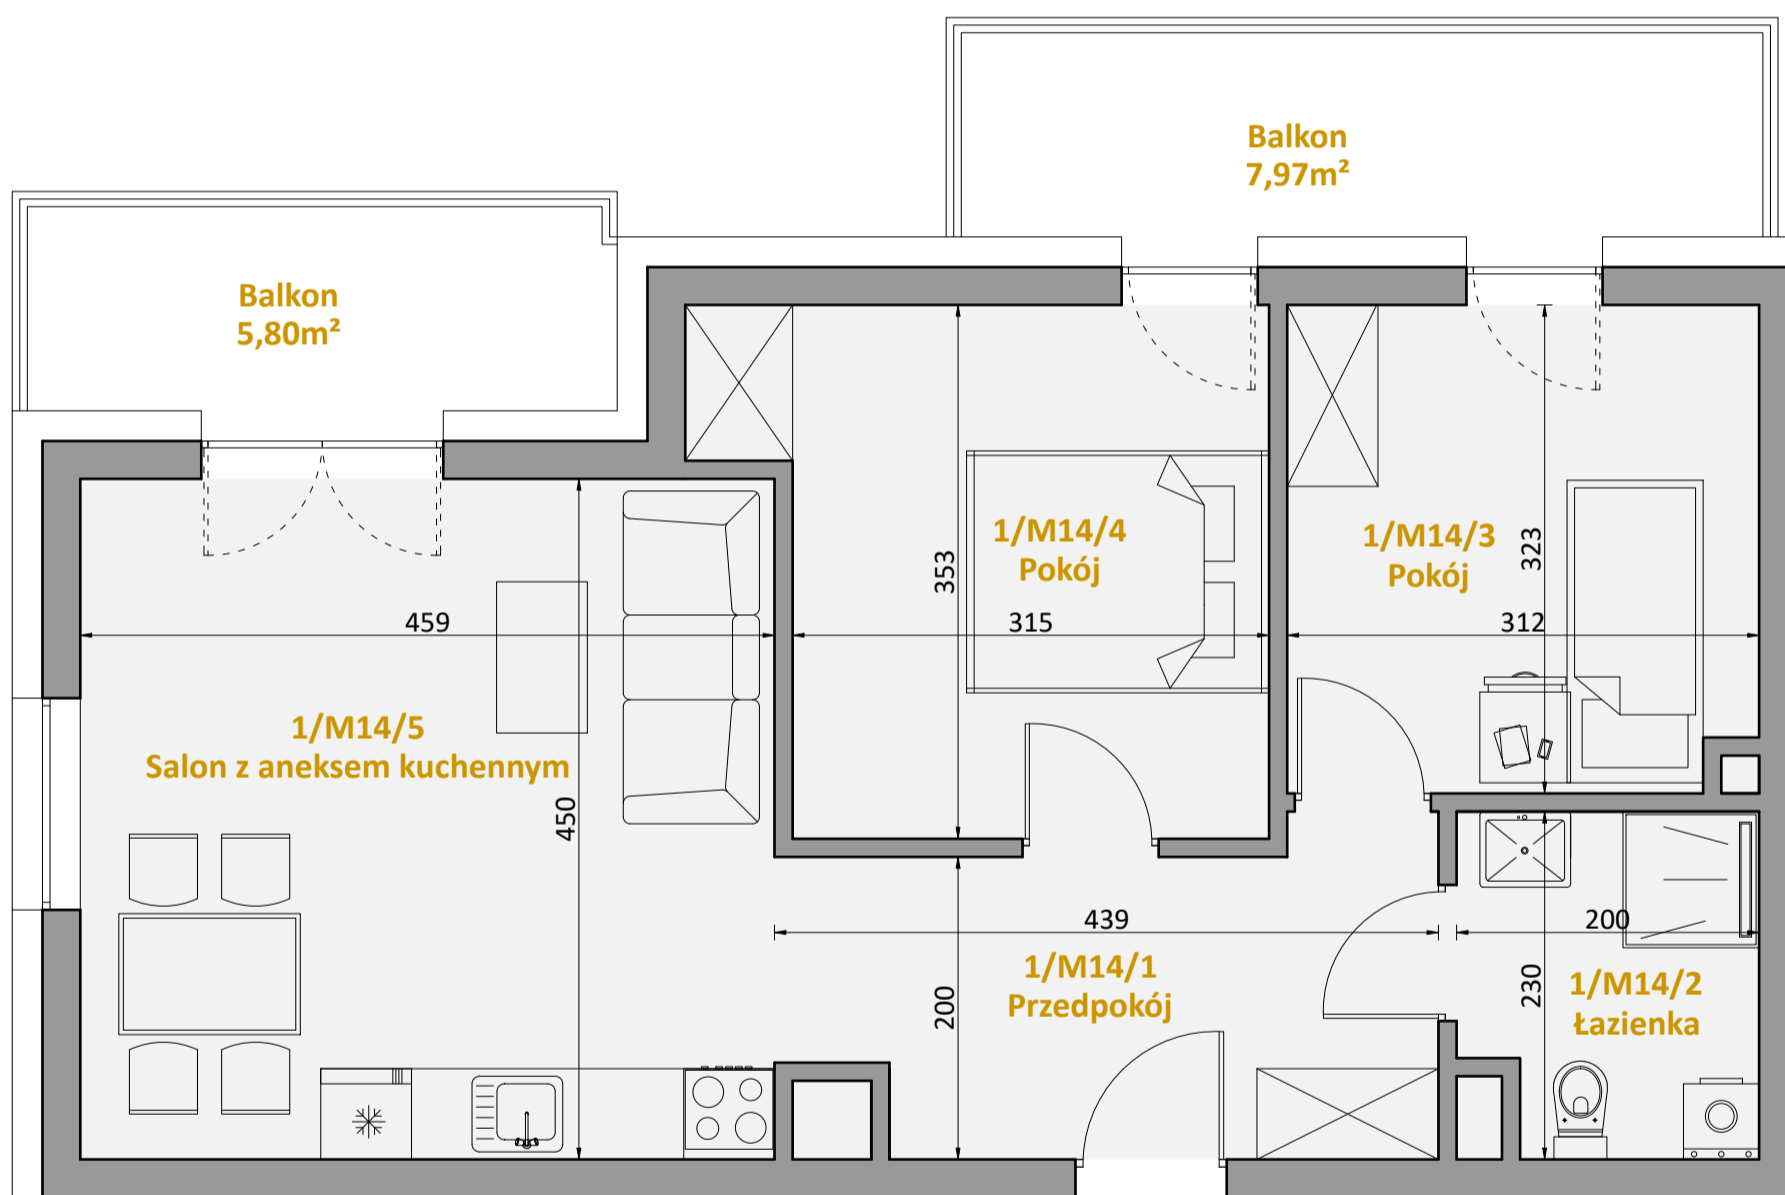 Balkon
7,97m²
Balkon
5,80m²
1/M14/4
Pokój
1/M14/3
Pokój
353
323
459
315
312
1/M14/5
Salon z aneksem kuchennym
450
439
200
1/M14/1
Przedpokój
200
230
1/M14/2
Łazienka